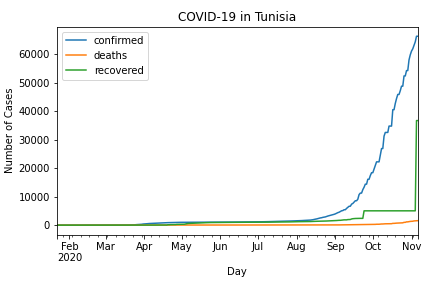 COVID-19 in Tunisia
confirmed
deaths
recovered
Number of Cases
60000
50000
40000
30000
20000
10000
0
Feb Mar Apr May Jun Jul Aug Sep Oct Nov
2020
Day